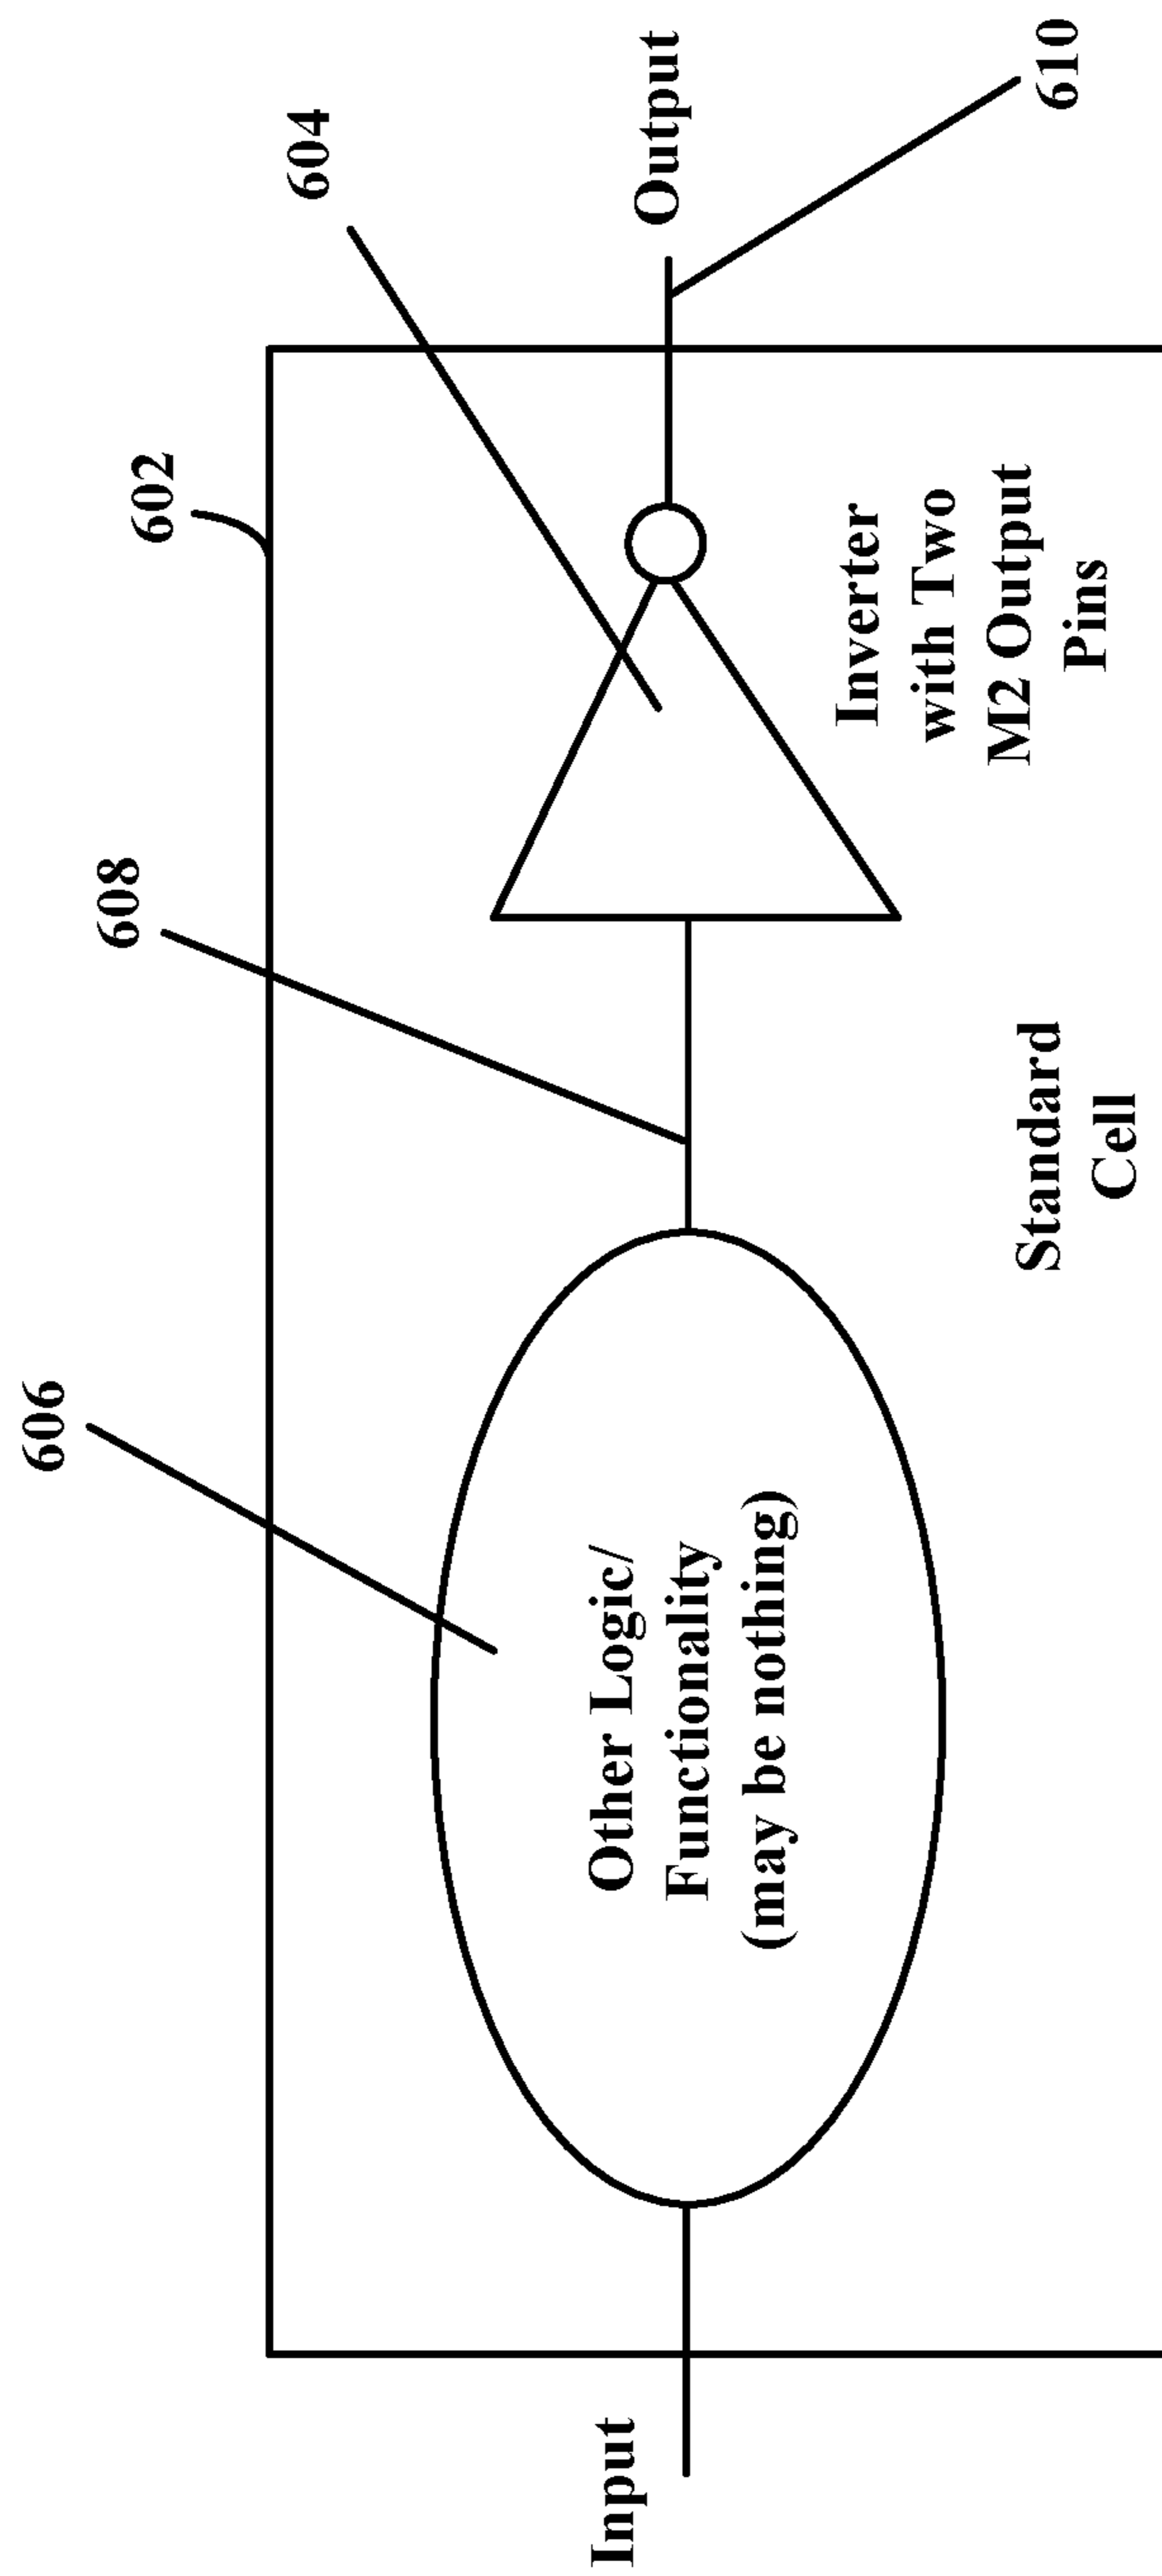 606
608
602
604
Input
Other Logic/
Functionality
(may be nothing)
Output
Inverter
with Two
M2 Output
Pins
610
Standard
Cell